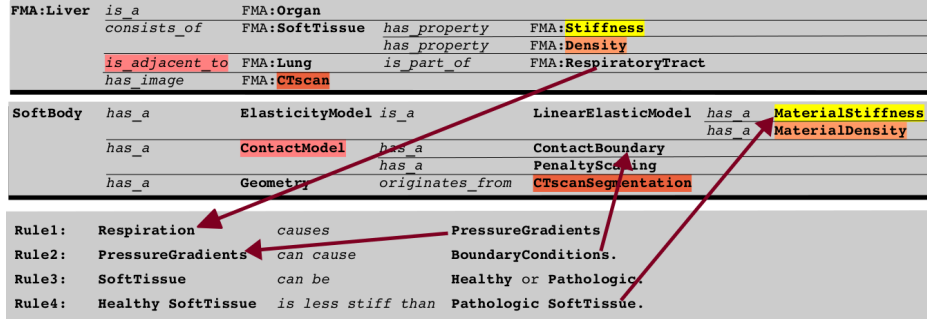 FMA:Liver is_a FMA:Organ
consists_of FMA:SoftTissue has_property FMA:Stiffness
has_property FMA:Density
is_adjacent_to FMA:Lung is_part_of FMA:RespiratoryTract
has_image FMA:CTscan
SoftBody has_a ElasticityModel is_a LinearElasticModel has_a MaterialStiffness
has_a MaterialDensity
has_a ContactModel has_a ContactBoundary
has_a PenaltyScaling
has_a Geometry originates_from CTscanSegmentation
Rule1: Respiration causes PressureGradients
Rule2: PressureGradients can cause BoundaryConditions.
Rule3: SoftTissue can be Healthy or Pathologic.
Rule4: Healthy SoftTissue is less stiff than Pathologic SoftTissue.